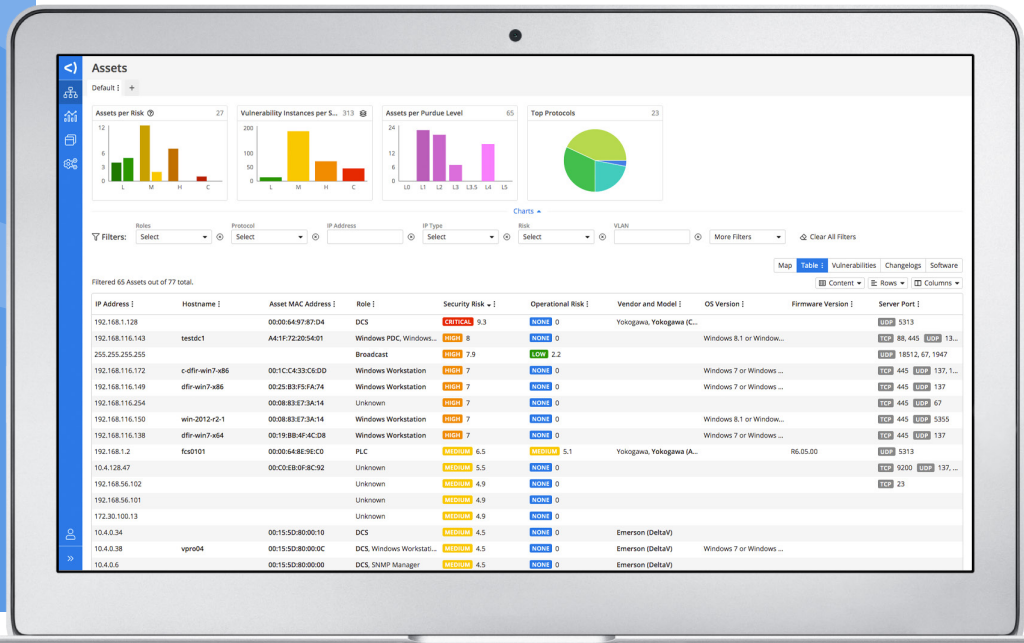 Assets
Default +
Assets per Risk 27
12
6
3
0
L M H C
Vulnerability Instances per S... 313
200
100
50
0
L M H C
Assets per Purdue Level 65
24
12
6
0
L0 L1 L2 L3 L3.5 L4 L5
Top Protocols 23
Charts
Filters:
Roles Protocol IP Address IP Type Risk VLAN
Select Select Select Select More Filters Clear All Filters
Map Table Vulnerabilities Changelogs Software
Filtered 65 Assets out of 77 total.
Content Rows Columns
IP Address Hostname Asset MAC Address Role Security Risk Operational Risk Vendor and Model OS Version Firmware Version Server Port
192.168.1.128 00:00:64:97:87:D4 DCS CRITICAL 9.3 NONE 0 Yokogawa, Yokogawa (C... UDP 5313
192.168.116.143 testdc1 A4:1F:72:20:54:01 Windows PDC, Windows... HIGH 8 NONE 0 Windows 8.1 or Window... TCP 88, 445 UDP 13...
255.255.255.255 Broadcast HIGH 7.9 LOW 2.2 UDP 18512, 67, 1947
192.168.116.172 c-dfir-win7-x86 00:1C:C4:33:C6:DD Windows Workstation HIGH 7 NONE 0 Windows 7 or Windows ... TCP 445 UDP 137, 1...
192.168.116.149 dfir-win7-x86 00:25:B3:F5:FA:74 Windows Workstation HIGH 7 NONE 0 Windows 7 or Windows ... TCP 445 UDP 137
192.168.116.254 00:08:83:E7:3A:14 Unknown HIGH 7 NONE 0 TCP 445 UDP 67
192.168.116.150 win-2012-r2-1 00:08:83:E7:3A:14 Windows Workstation HIGH 7 NONE 0 Windows 8.1 or Window... TCP 445 UDP 5355
192.168.116.138 dfir-win7-x64 00:19:BB:4F:4C:D8 Windows Workstation HIGH 7 NONE 0 Windows 7 or Windows ... TCP 445 UDP 137
192.168.1.2 fcs0101 00:00:64:8E:9E:C0 PLC MEDIUM 6.5 MEDIUM 5.1 Yokogawa, Yokogawa (A... R6.05.00 UDP 5313
10.4.128.47 00:C0:EB:0F:8C:92 Unknown MEDIUM 5.5 NONE 0 TCP 9200 UDP 137, ...
192.168.56.102 Unknown MEDIUM 4.9 NONE 0 TCP 23
192.168.56.101 Unknown MEDIUM 4.9 NONE 0
172.30.100.13 Unknown MEDIUM 4.9 NONE 0
10.4.0.34 00:15:5D:80:00:10 DCS MEDIUM 4.5 NONE 0 Emerson (DeltaV)
10.4.0.38 vpro04 00:15:5D:80:00:0C DCS, Windows Workstati... MEDIUM 4.5 NONE 0 Emerson (DeltaV) Windows 7 or Windows ...
10.4.0.6 00:15:5D:80:00:00 DCS, SNMP Manager MEDIUM 4.5 NONE 0 Emerson (DeltaV)